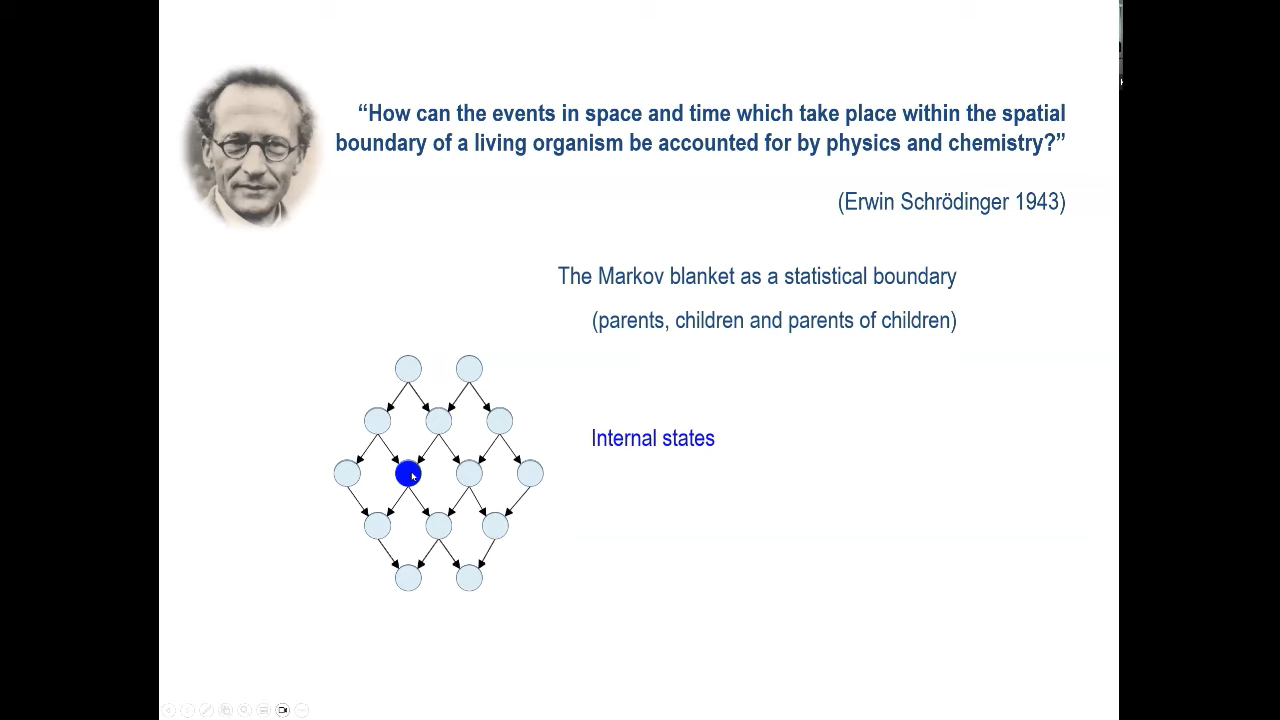 “How can the events in space and time which take place within the spatial
boundary of a living organism be accounted for by physics and chemistry?”
(Erwin Schrödinger 1943)
The Markov blanket as a statistical boundary
(parents, children and parents of children)
Internal states